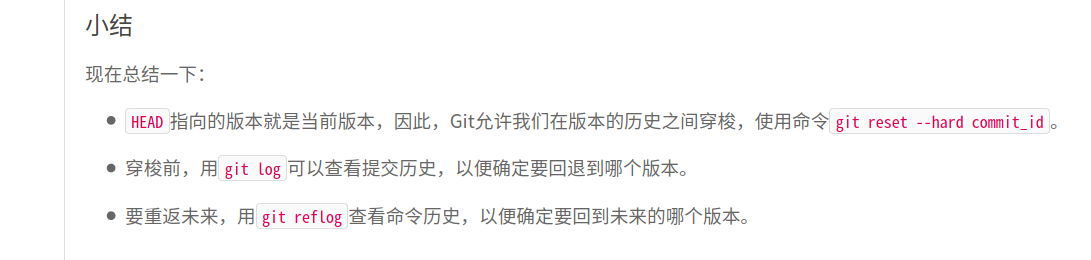 小结
现在总结一下：
HEAD指向的版本就是当前版本，因此，Git允许我们在版本的历史之间穿梭，使用命令git reset --hard commit_id。
穿梭前，用git log可以查看提交历史，以便确定要回退到哪个版本。
要重返未来，用git reflog查看命令历史，以便确定要回到未来的哪个版本。